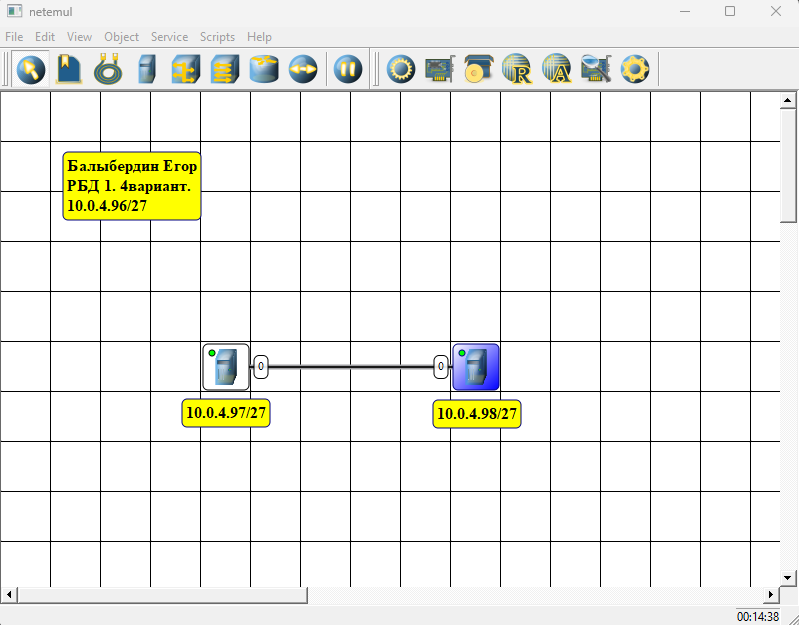 netemul
File Edit View Object Service Scripts Help
R A
Балыбердин Егор
РБД 1. 4вариант.
10.0.4.96/27
0 0
10.0.4.97/27 10.0.4.98/27
00:14:38